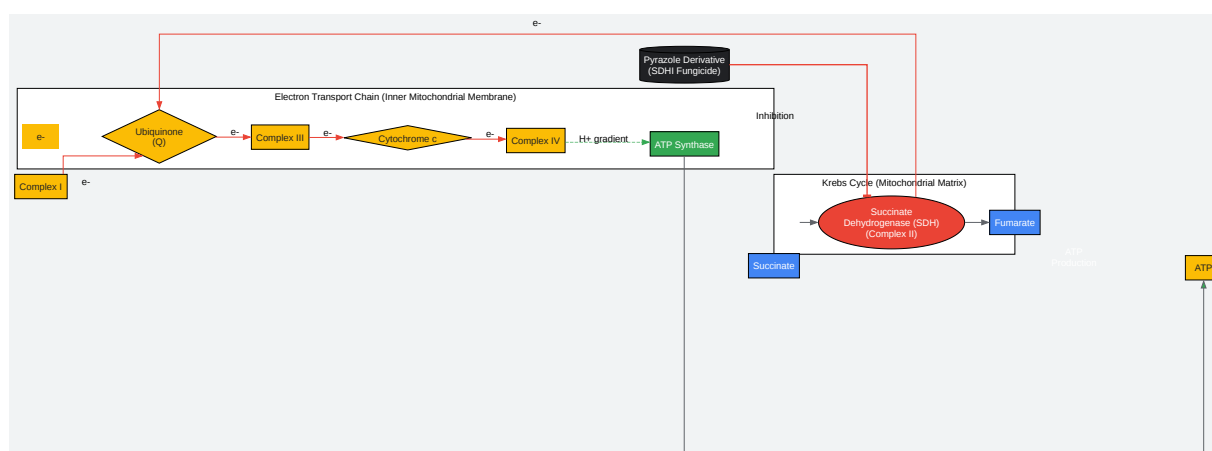 e-
Pyrazole Derivative
(SDHI Fungicide)
Electron Transport Chain (Inner Mitochondrial Membrane)
Inhibition
e-
Ubiquinone
(Q)
e-
Complex III
e-
Cytochrome c
e-
Complex IV
H+ gradient
ATP Synthase
Complex I
e-
Krebs Cycle (Mitochondrial Matrix)
Succinate
Dehydrogenase (SDH)
(Complex II)
Fumarate
Succinate
ATP
Production
ATP